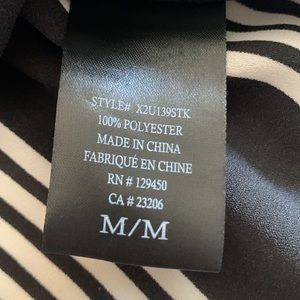 STYLE# X2U139STK
100% POLYESTER
MADE IN CHINA
FABRIQUÉ EN CHINE
RN # 129450
CA # 23206
M/M